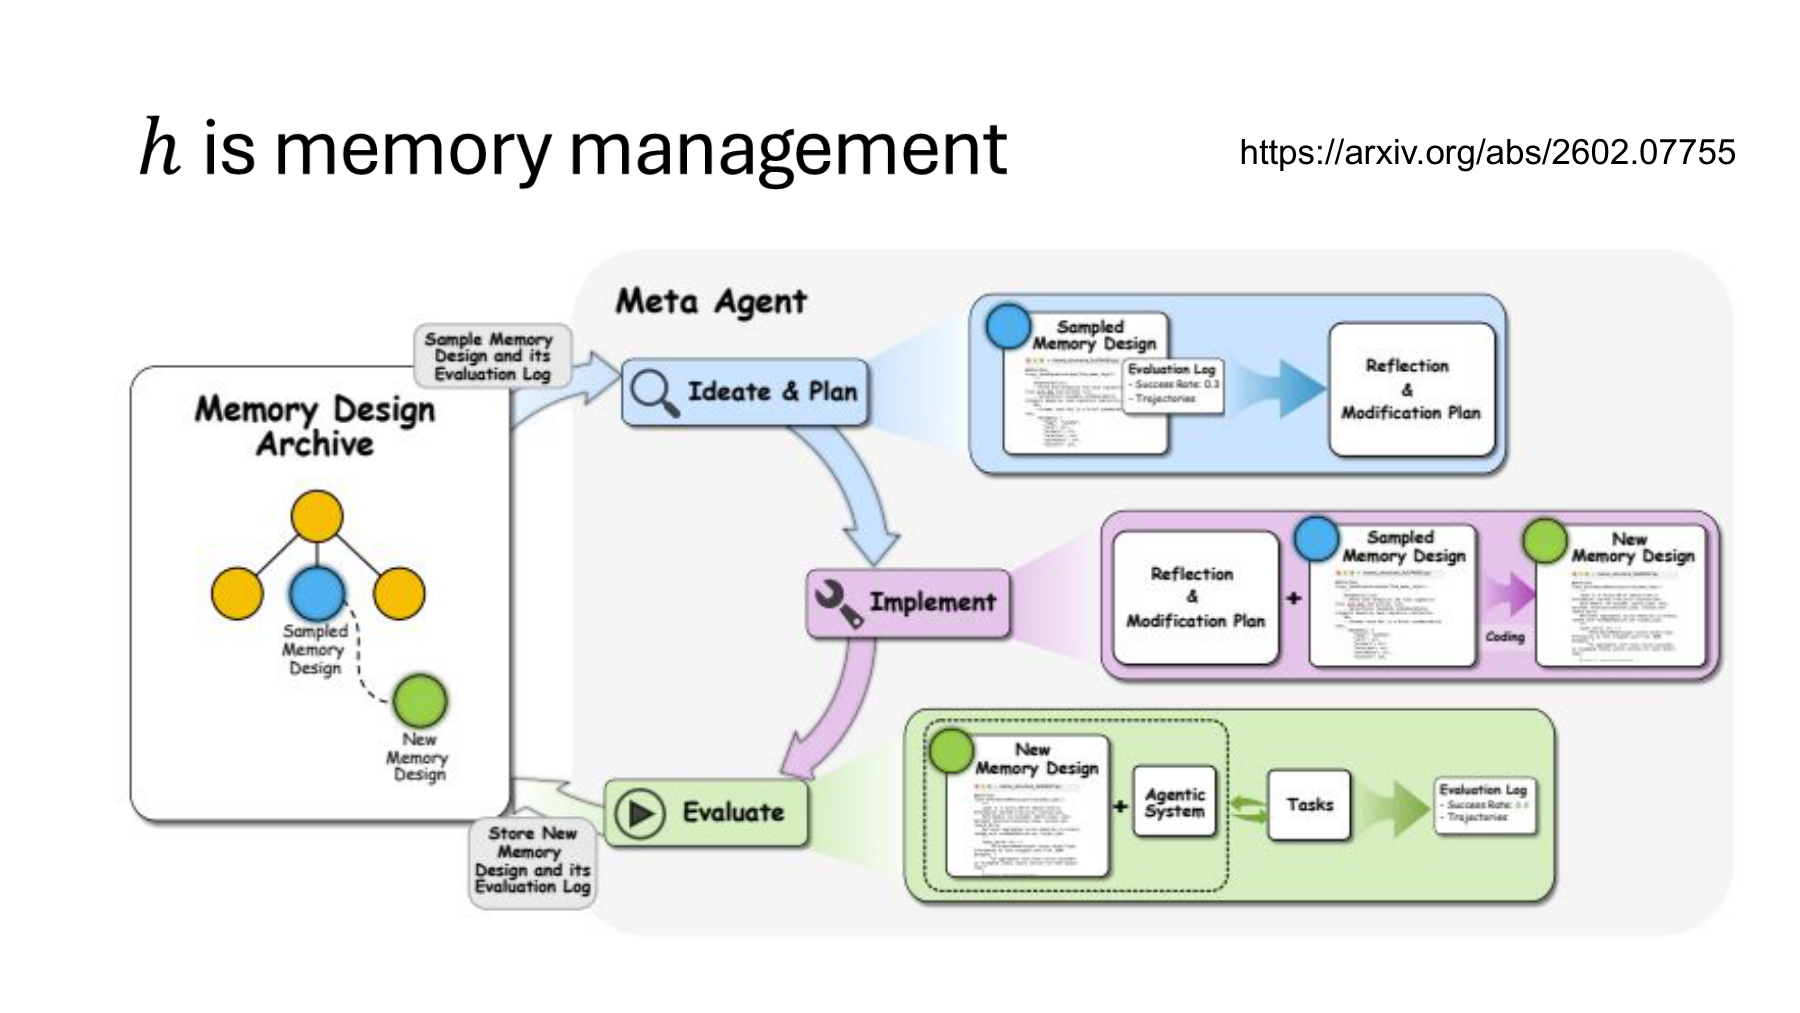 h is memory management
https://arxiv.org/abs/2602.07755
Meta Agent
Sample Memory
Design and its
Evaluation Log
Memory Design
Archive
Sampled
Memory
Design
New
Memory
Design
Store New
Memory
Design and its
Evaluation Log
Ideate & Plan
Sampled
Memory Design
Evaluation Log
- Success Rate: 0.3
- Trajectories
Reflection
&
Modification Plan
Implement
Reflection
&
Modification Plan
+
Sampled
Memory Design
Coding
New
Memory Design
Evaluate
New
Memory Design
+
Agentic
System
Tasks
Evaluation Log
- Success Rate:
- Trajectories